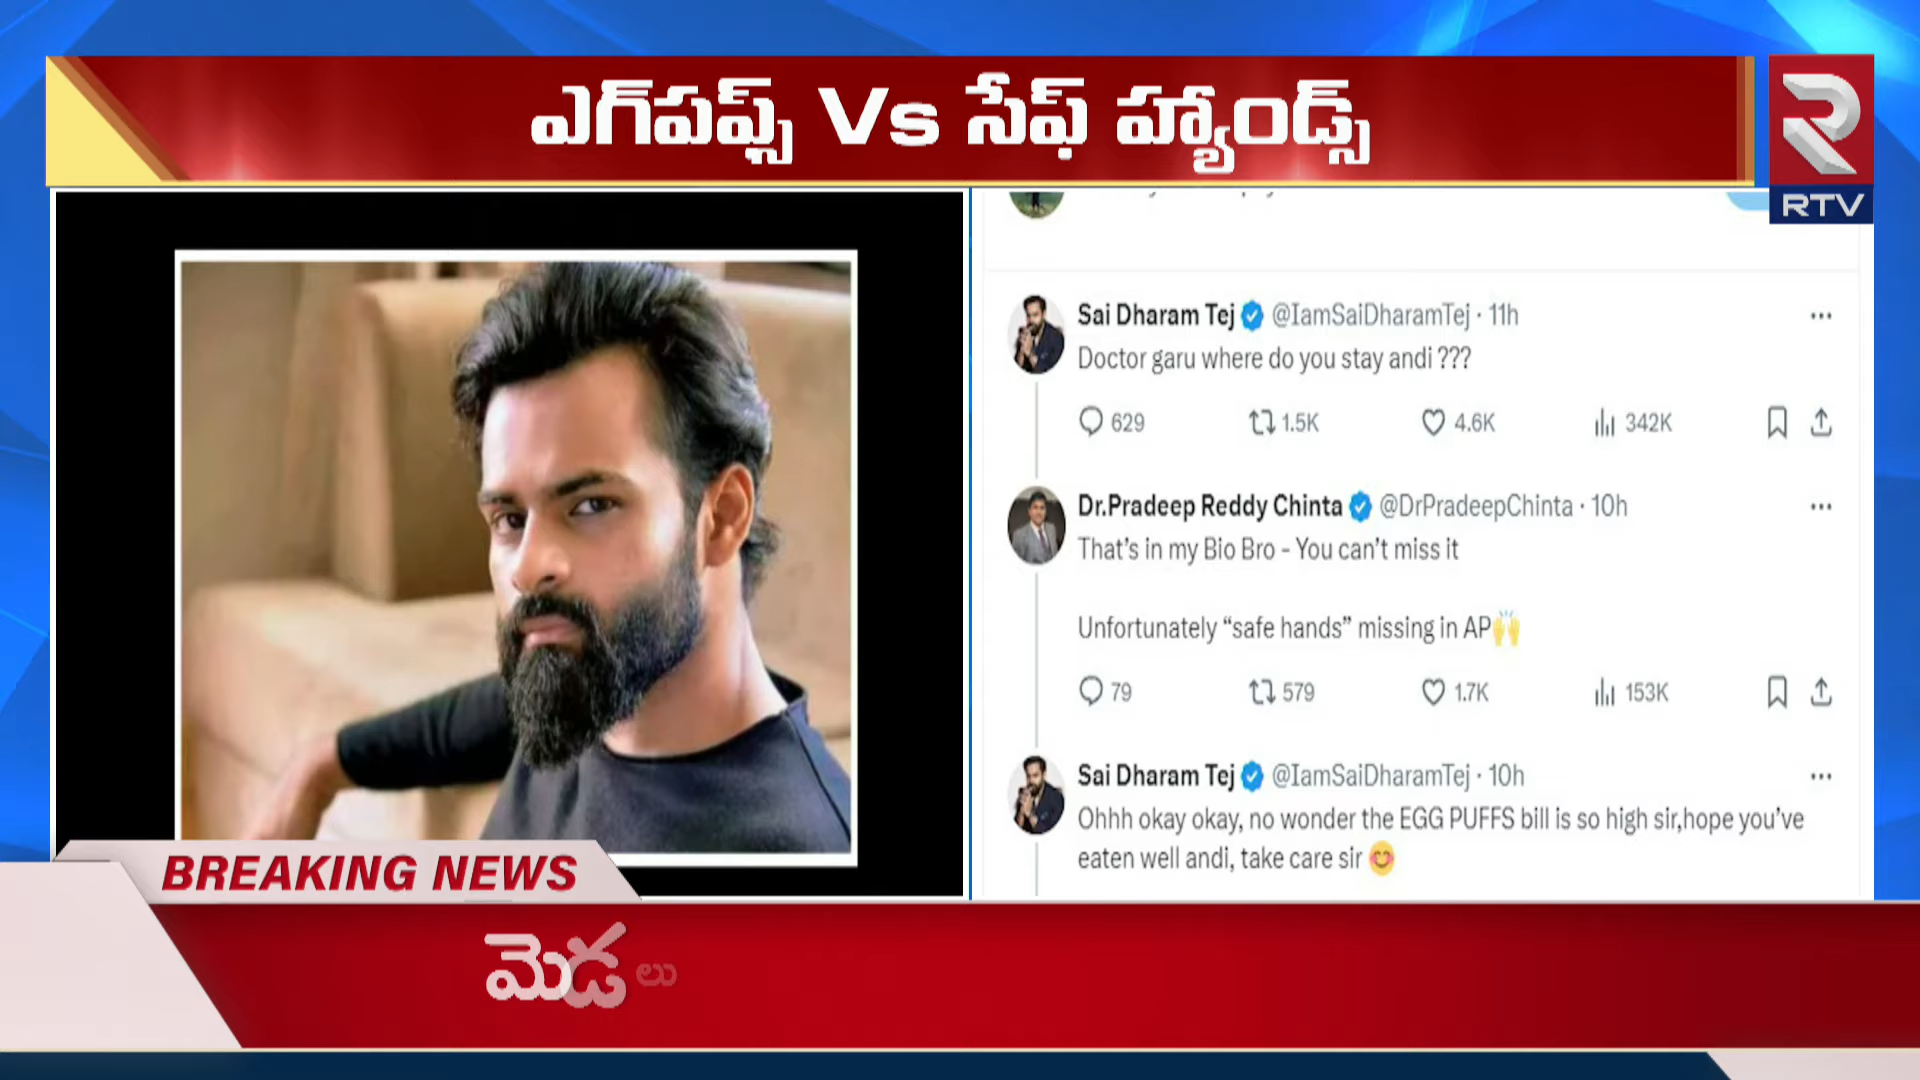 ఎగ్‌పఫ్స్ Vs సేఫ్ హ్యాండ్స్
RTV
Sai Dharam Tej @IamSaiDharamTej · 11h
Doctor garu where do you stay andi ???
629 1.5K 4.6K 342K
Dr.Pradeep Reddy Chinta @DrPradeepChinta · 10h
That's in my Bio Bro - You can't miss it
Unfortunately “safe hands” missing in AP🙌
79 579 1.7K 153K
Sai Dharam Tej @IamSaiDharamTej · 10h
Ohhh okay okay, no wonder the EGG PUFFS bill is so high sir,hope you've
eaten well andi, take care sir 😊
BREAKING NEWS
మెడలు